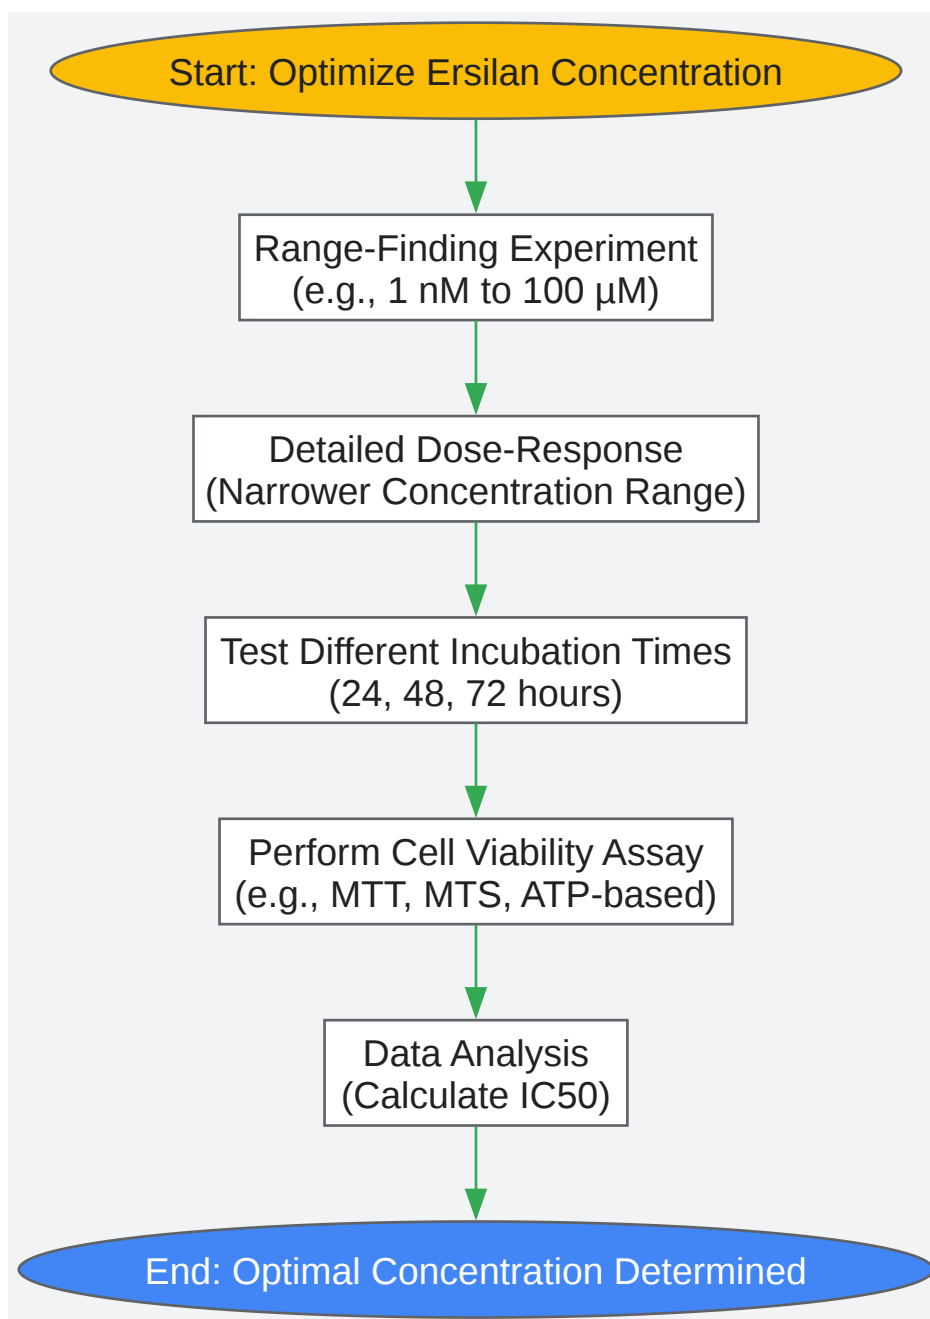 Start: Optimize Ersilan Concentration
Range-Finding Experiment
(e.g., 1 nM to 100 µM)
Detailed Dose-Response
(Narrower Concentration Range)
Test Different Incubation Times
(24, 48, 72 hours)
Perform Cell Viability Assay
(e.g., MTT, MTS, ATP-based)
Data Analysis
(Calculate IC50)
End: Optimal Concentration Determined